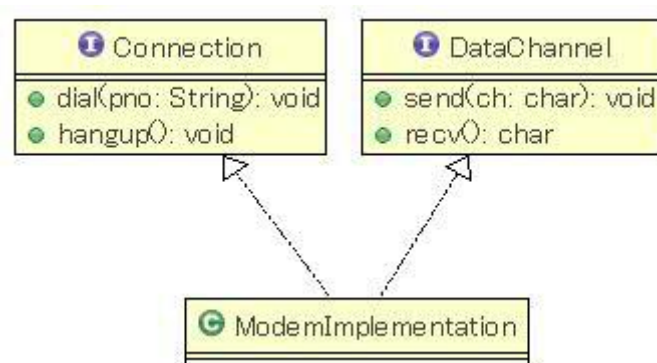 I Connection
dial(pno: String): void
hangup(): void
I DataChannel
send(ch: char): void
recv(): char
C ModemImplementation